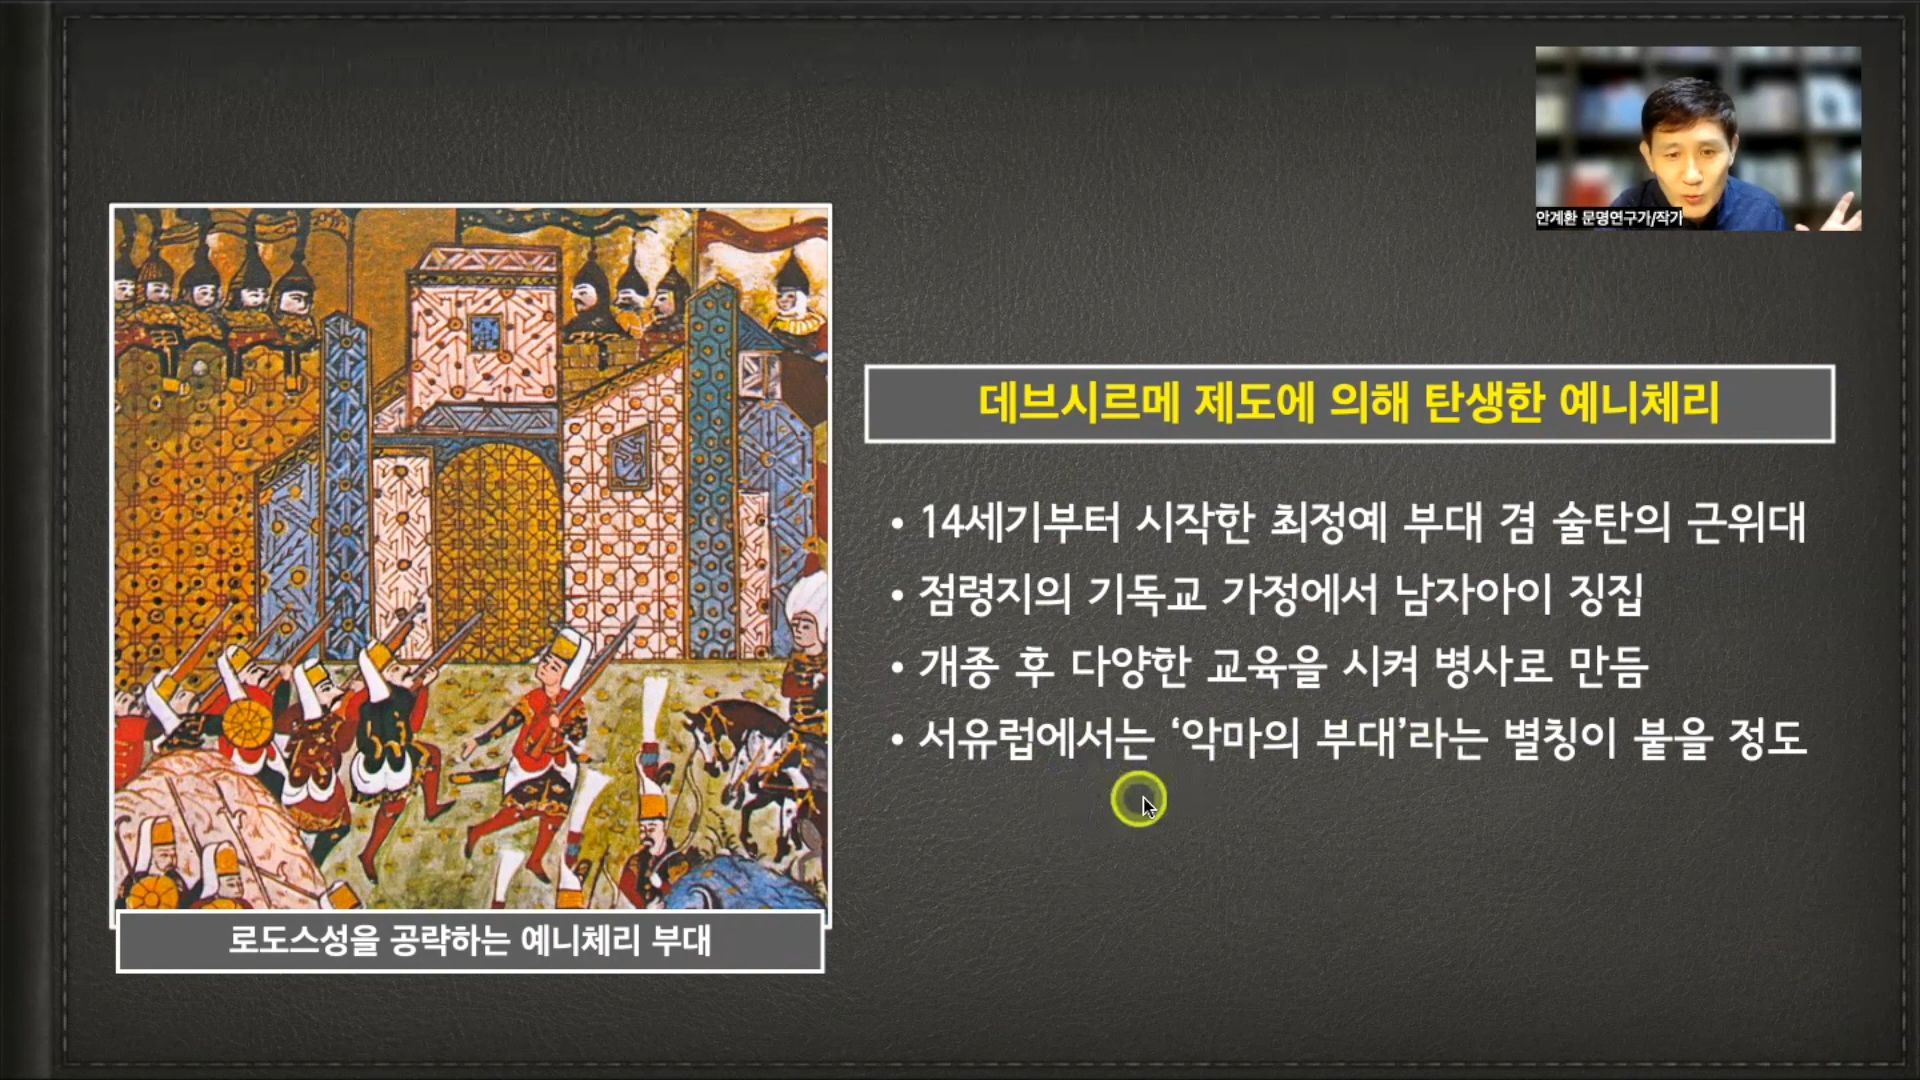 안계환 문명연구가/작가
데브시르메 제도에 의해 탄생한 예니체리
• 14세기부터 시작한 최정예 부대 겸 술탄의 근위대
• 점령지의 기독교 가정에서 남자아이 징집
• 개종 후 다양한 교육을 시켜 병사로 만듬
• 서유럽에서는 ‘악마의 부대’라는 별칭이 붙을 정도
로도스성을 공략하는 예니체리 부대